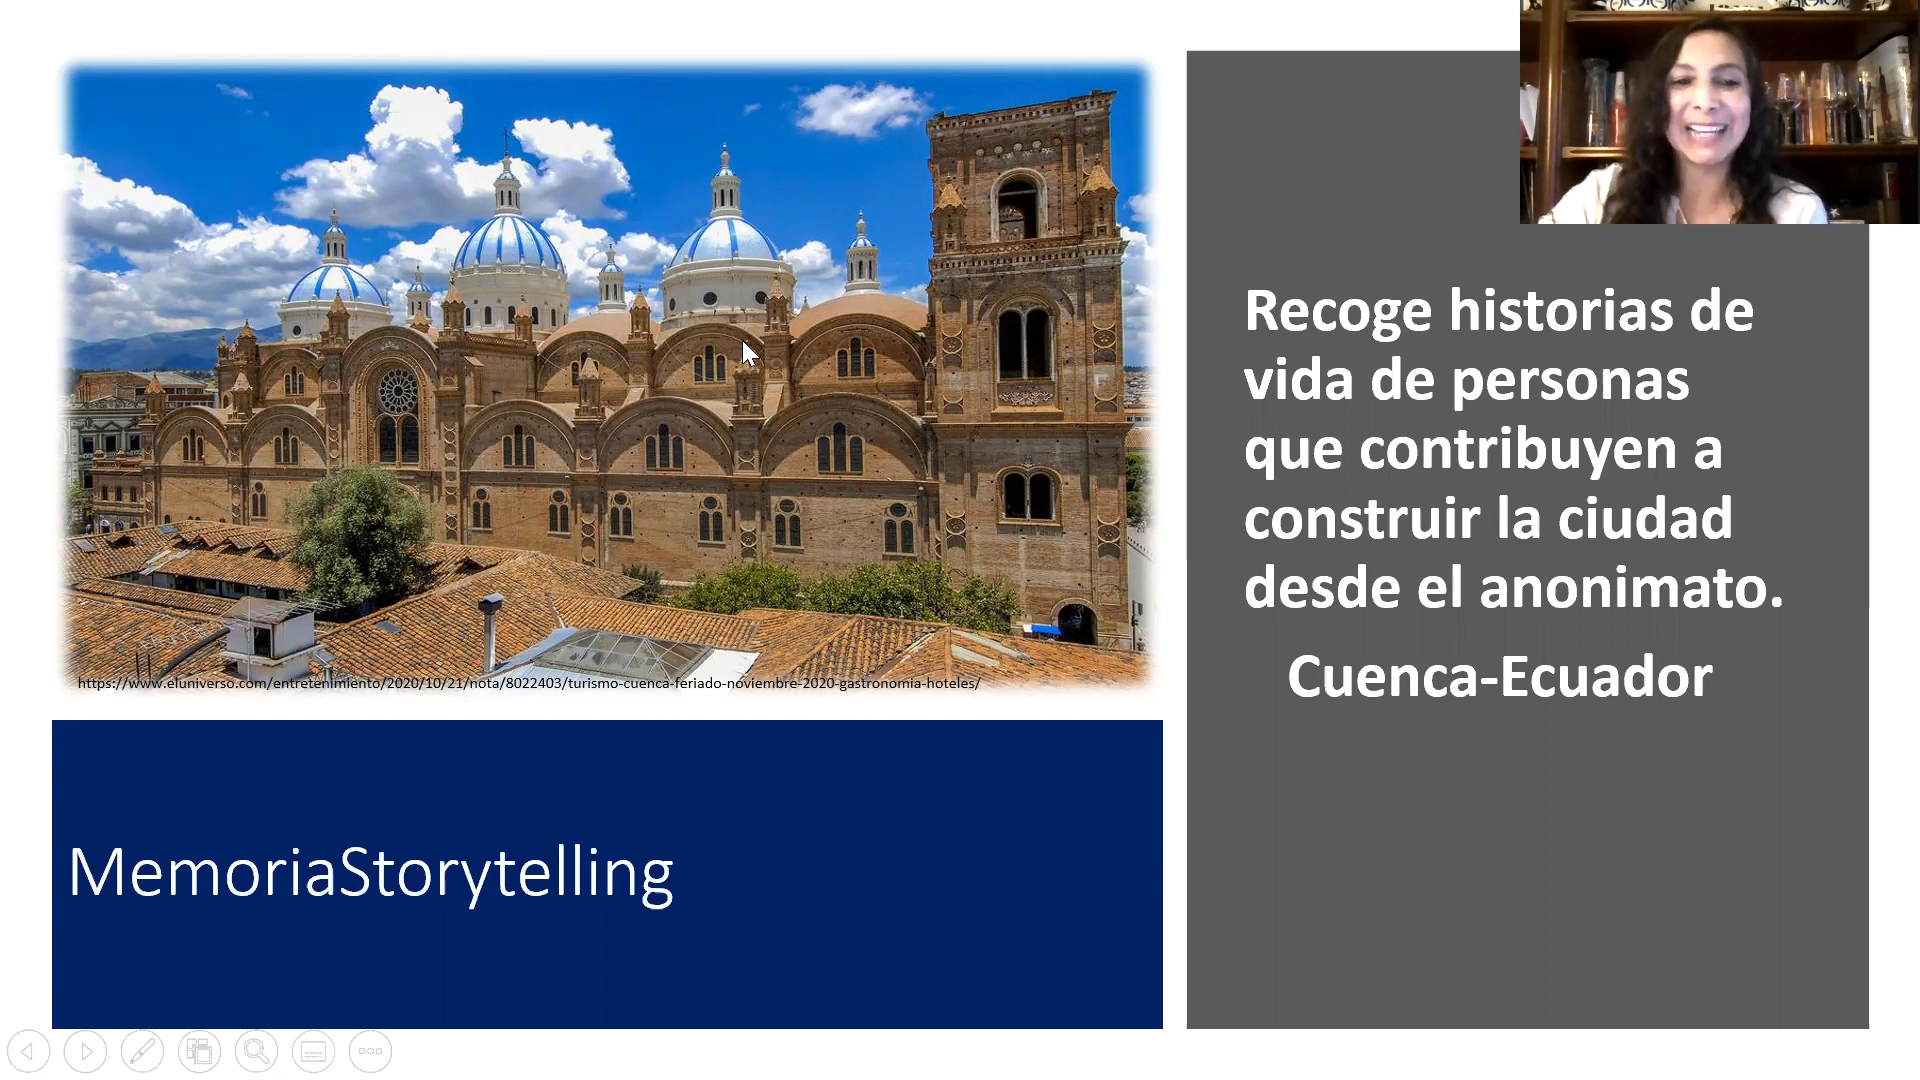 https://www.eluniverso.com/entretenimiento/2020/10/21/nota/8022403/turismo-cuenca-feriado-noviembre-2020-gastronomia-hoteles/
MemoriaStorytelling
Recoge historias de
vida de personas
que contribuyen a
construir la ciudad
desde el anonimato.
Cuenca-Ecuador